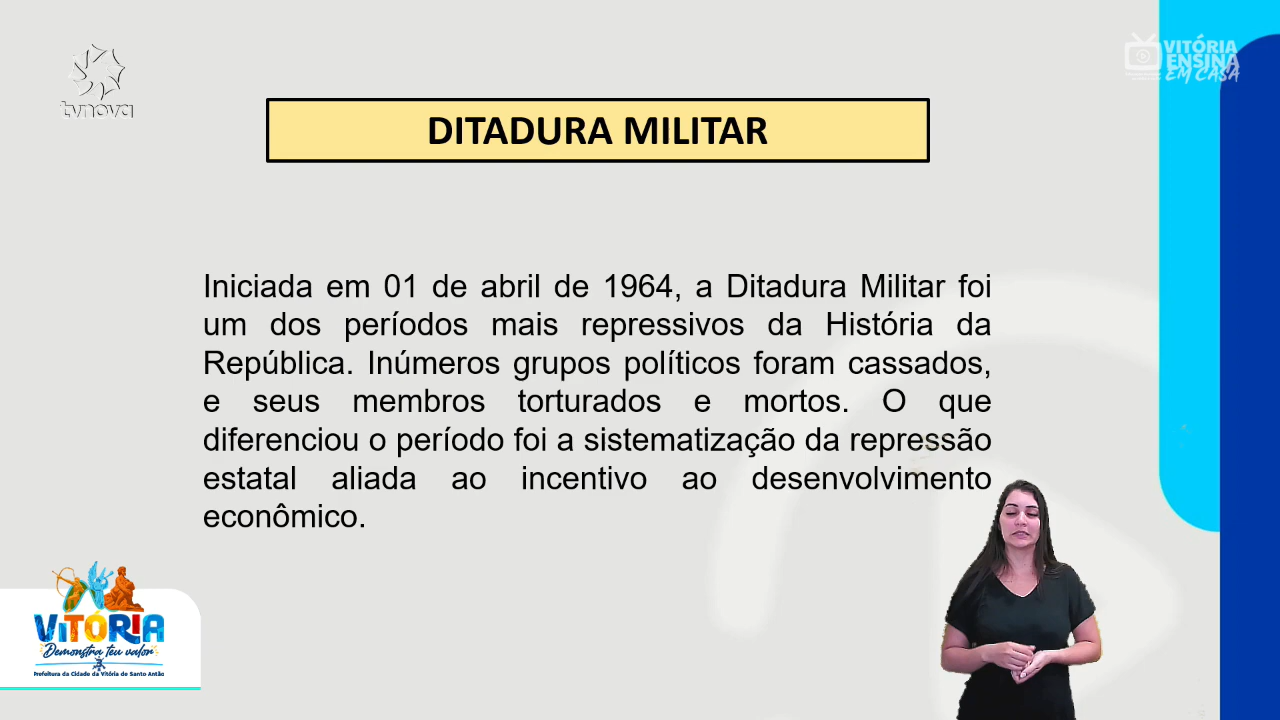 tvnova
VITÓRIA
ENSINA
EM CASA
DITADURA MILITAR
Iniciada em 01 de abril de 1964, a Ditadura Militar foi
um dos períodos mais repressivos da História da
República. Inúmeros grupos políticos foram cassados,
e seus membros torturados e mortos. O que
diferenciou o período foi a sistematização da repressão
estatal aliada ao incentivo ao desenvolvimento
econômico.
VITÓRIA
Demonstra teu valor
Prefeitura da Cidade da Vitória de Santo Antão